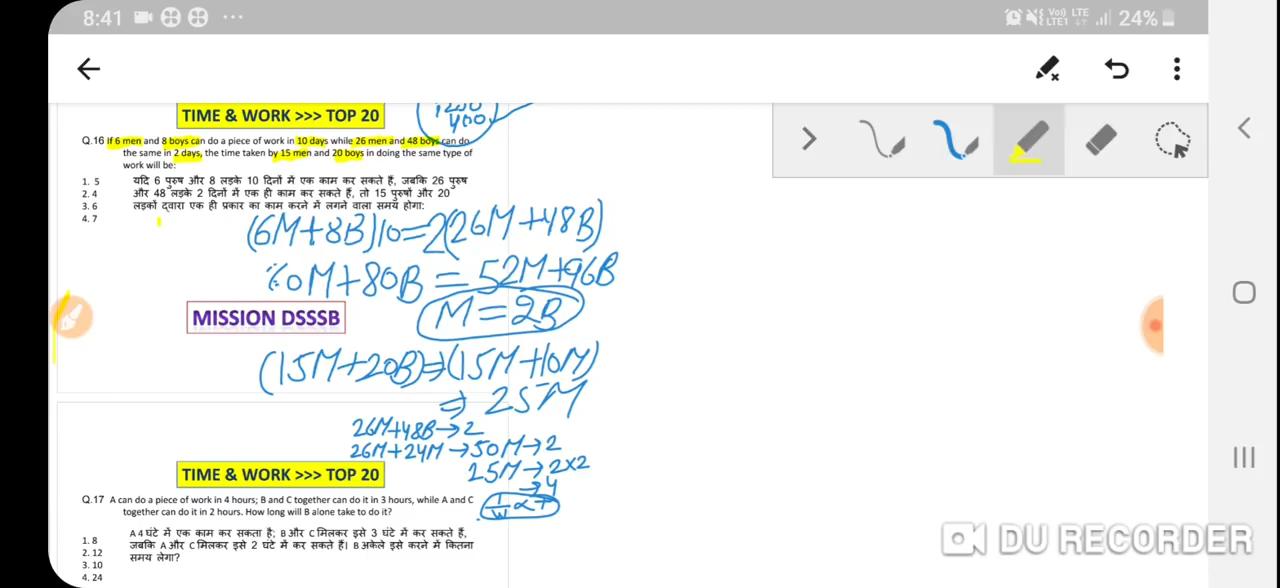 8:41 ... Vo)) LTE LTE1 24%
TIME & WORK >>> TOP 20
1250
400
Q.16 If 6 men and 8 boys can do a piece of work in 10 days while 26 men and 48 boys can do
the same in 2 days, the time taken by 15 men and 20 boys in doing the same type of
work will be:
1. 5
2. 4
3. 6
4. 7
यदि 6 पुरुष और 8 लड़के 10 दिनों में एक काम कर सकते हैं, जबकि 26 पुरुष
और 48 लड़के 2 दिनों में एक ही काम कर सकते हैं, तो 15 पुरुषों और 20
लड़कों द्वारा एक ही प्रकार का काम करने में लगने वाला समय होगा:
(6M+8B)10=2(26M+48B)
60M+80B=52M+96B
M=2B
MISSION DSSSB
(15M+20B)⇒(15M+10M)
⇒ 25M
26M+48B→2
26M+24M→50M→2
25M→2×2
→4
1/W ∝ T
TIME & WORK >>> TOP 20
Q.17 A can do a piece of work in 4 hours; B and C together can do it in 3 hours, while A and C
together can do it in 2 hours. How long will B alone take to do it?
1. 8
2. 12
3. 10
4. 24
A 4 घंटे में एक काम कर सकता है; B और C मिलकर इसे 3 घंटे में कर सकते हैं,
जबकि A और C मिलकर इसे 2 घंटे में कर सकते हैं। B अकेले इसे करने में कितना
समय लेगा?
DU RECORDER